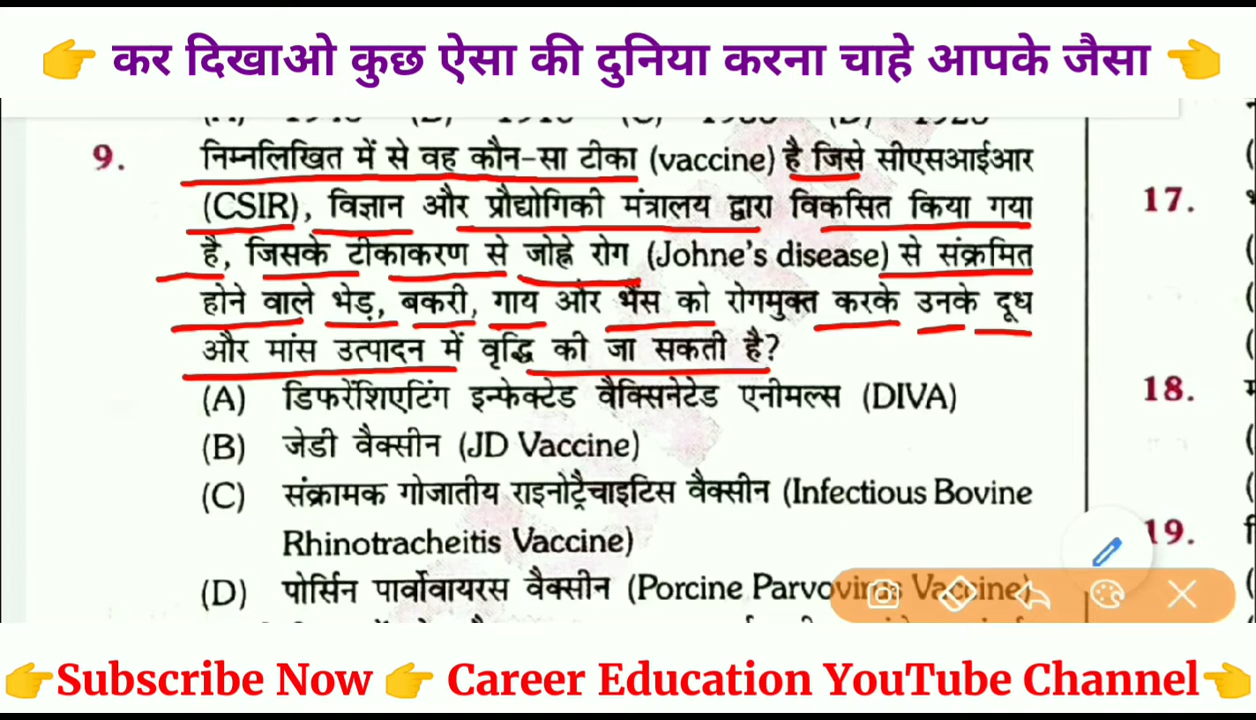 👉 कर दिखाओ कुछ ऐसा की दुनिया करना चाहे आपके जैसा 👈
9. निम्नलिखित में से वह कौन-सा टीका (vaccine) है जिसे सीएसआईआर
(CSIR), विज्ञान और प्रौद्योगिकी मंत्रालय द्वारा विकसित किया गया
है, जिसके टीकाकरण से जोह्ने रोग (Johne's disease) से संक्रमित
होने वाले भेड़, बकरी, गाय और भैंस को रोगमुक्त करके उनके दूध
और मांस उत्पादन में वृद्धि की जा सकती है?
(A) डिफरेंशिएटिंग इन्फेक्टेड वैक्सिनेटेड एनीमल्स (DIVA)
(B) जेडी वैक्सीन (JD Vaccine)
(C) संक्रामक गोजातीय राइनोट्रैचाइटिस वैक्सीन (Infectious Bovine
Rhinotracheitis Vaccine)
(D) पोर्सिन पार्वोवायरस वैक्सीन (Porcine Parvovirus Vaccine)
17.
18.
19.
👉Subscribe Now 👉 Career Education YouTube Channel👈